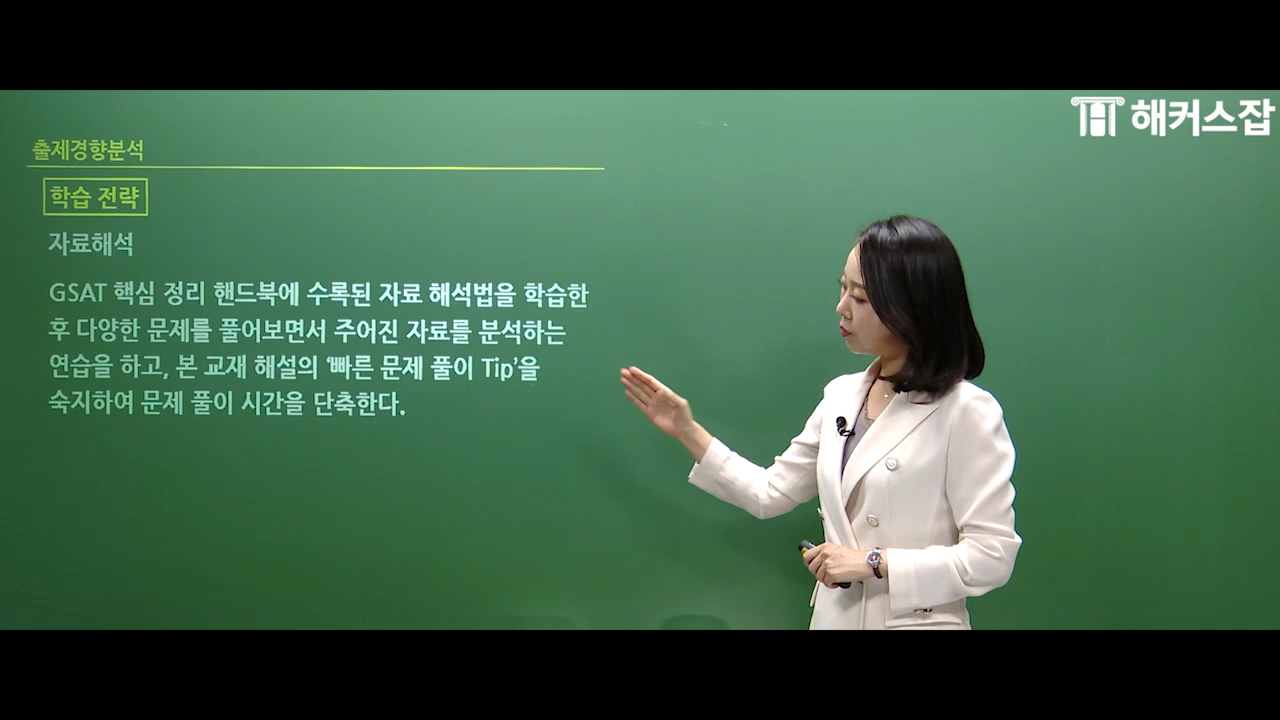 해커스잡
출제경향분석
학습 전략
자료해석
GSAT 핵심 정리 핸드북에 수록된 자료 해석법을 학습한
후 다양한 문제를 풀어보면서 주어진 자료를 분석하는
연습을 하고, 본 교재 해설의 ‘빠른 문제 풀이 Tip’을
숙지하여 문제 풀이 시간을 단축한다.